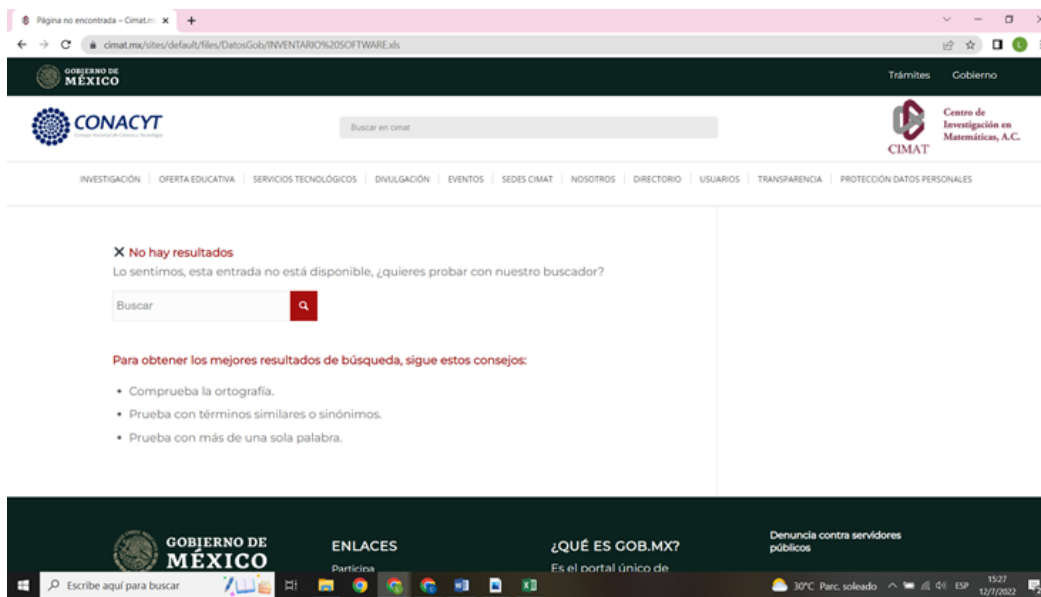 Página no encontrada – Cimat.m
cimat.mx/sites/default/files/DatosGob/INVENTARIO%20SOFTWARE.xls
L
GOBIERNO DE
MÉXICO
Trámites Gobierno
CONACYT
Consejo Nacional de Ciencia y Tecnología
Buscar en cimat
CIMAT
Centro de
Investigación en
Matemáticas, A.C.
INVESTIGACIÓN OFERTA EDUCATIVA SERVICIOS TECNOLÓGICOS DIVULGACIÓN EVENTOS SEDES CIMAT NOSOTROS DIRECTORIO USUARIOS TRANSPARENCIA PROTECCIÓN DATOS PERSONALES
No hay resultados
Lo sentimos, esta entrada no está disponible, ¿quieres probar con nuestro buscador?
Buscar
Para obtener los mejores resultados de búsqueda, sigue estos consejos:
• Comprueba la ortografía.
• Prueba con términos similares o sinónimos.
• Prueba con más de una sola palabra.
GOBIERNO DE
MÉXICO
ENLACES
Participa
¿QUÉ ES GOB.MX?
Es el portal único de
Denuncia contra servidores
públicos
Escribe aquí para buscar
30°C Parc. soleado
ESP
15:27
12/7/2022